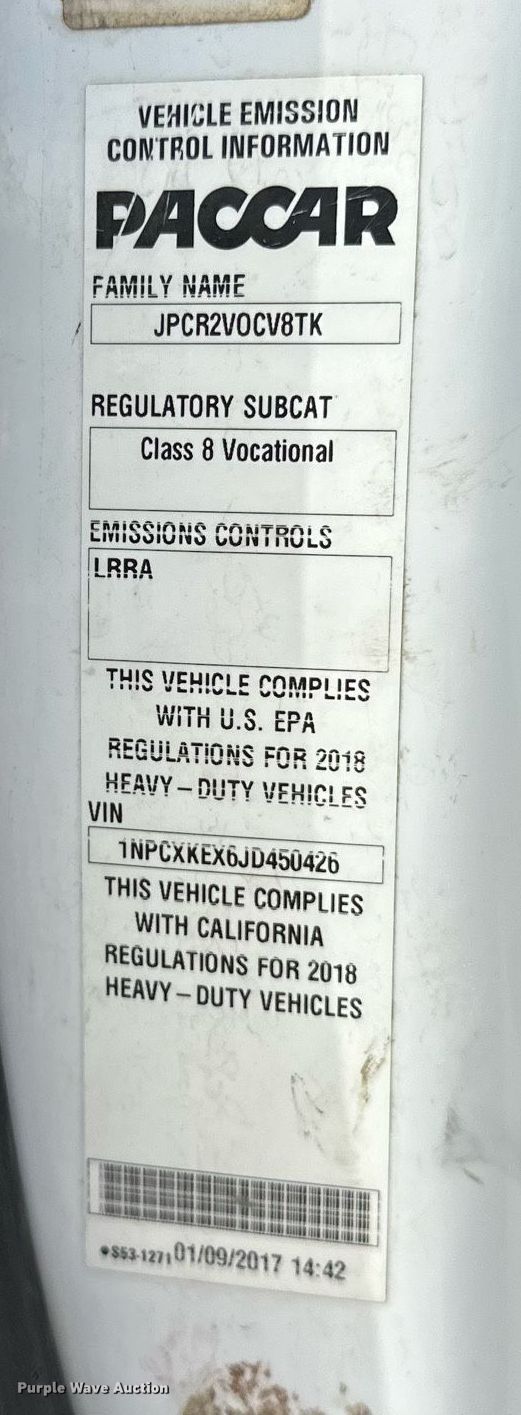 VEHICLE EMISSION
CONTROL INFORMATION
PACCAR
FAMILY NAME
JPCR2VOCV8TK
REGULATORY SUBCAT
Class 8 Vocational
EMISSIONS CONTROLS
LRRA
THIS VEHICLE COMPLIES
WITH U.S. EPA
REGULATIONS FOR 2018
HEAVY-DUTY VEHICLES
VIN
1NPCXKEX6JD450426
THIS VEHICLE COMPLIES
WITH CALIFORNIA
REGULATIONS FOR 2018
HEAVY-DUTY VEHICLES
*S53-1271 01/09/2017 14:42
Purple Wave Auction